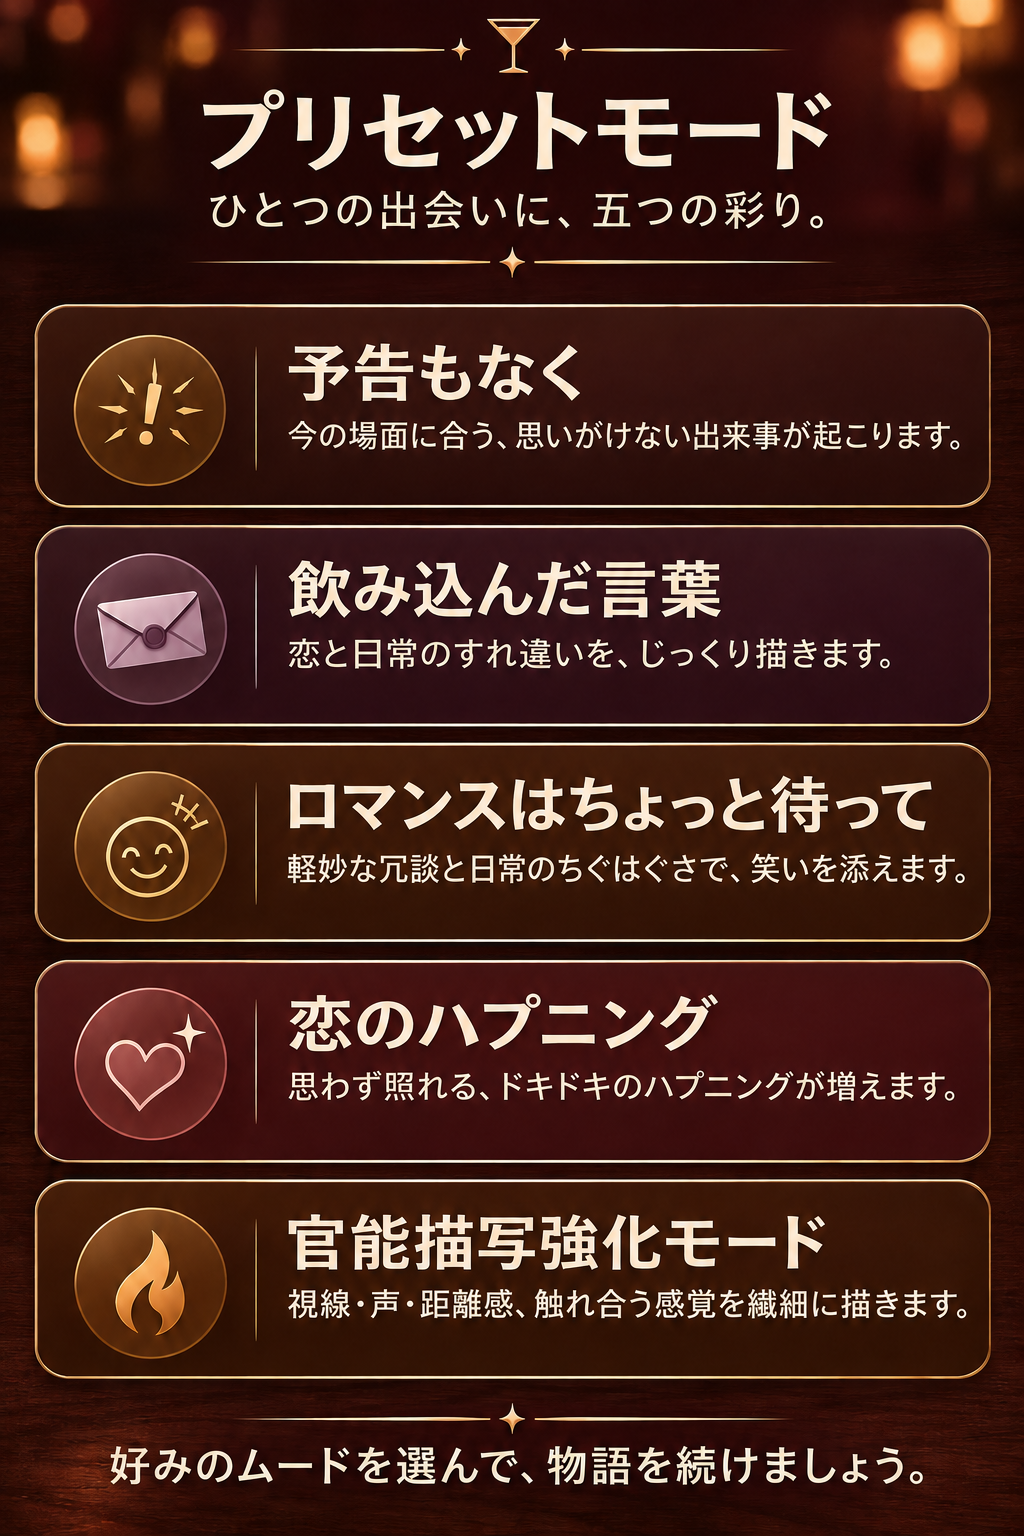 プリセットモード
ひとつの出会いに、五つの彩り。
予告もなく
今の場面に合う、思いがけない出来事が起こります。
飲み込んだ言葉
恋と日常のすれ違いを、じっくり描きます。
ロマンスはちょっと待って
軽妙な冗談と日常のちぐはぐさで、笑いを添えます。
恋のハプニング
思わず照れる、ドキドキのハプニングが増えます。
官能描写強化モード
視線・声・距離感、触れ合う感覚を繊細に描きます。
好みのムードを選んで、物語を続けましょう。